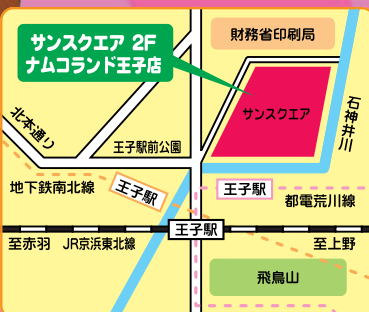 サンスクエア 2F
ナムコランド王子店
財務省印刷局
サンスクエア
石神井川
北本通り
王子駅前公園
地下鉄南北線
王子駅
王子駅
都電荒川線
王子駅
至赤羽
JR京浜東北線
至上野
飛鳥山